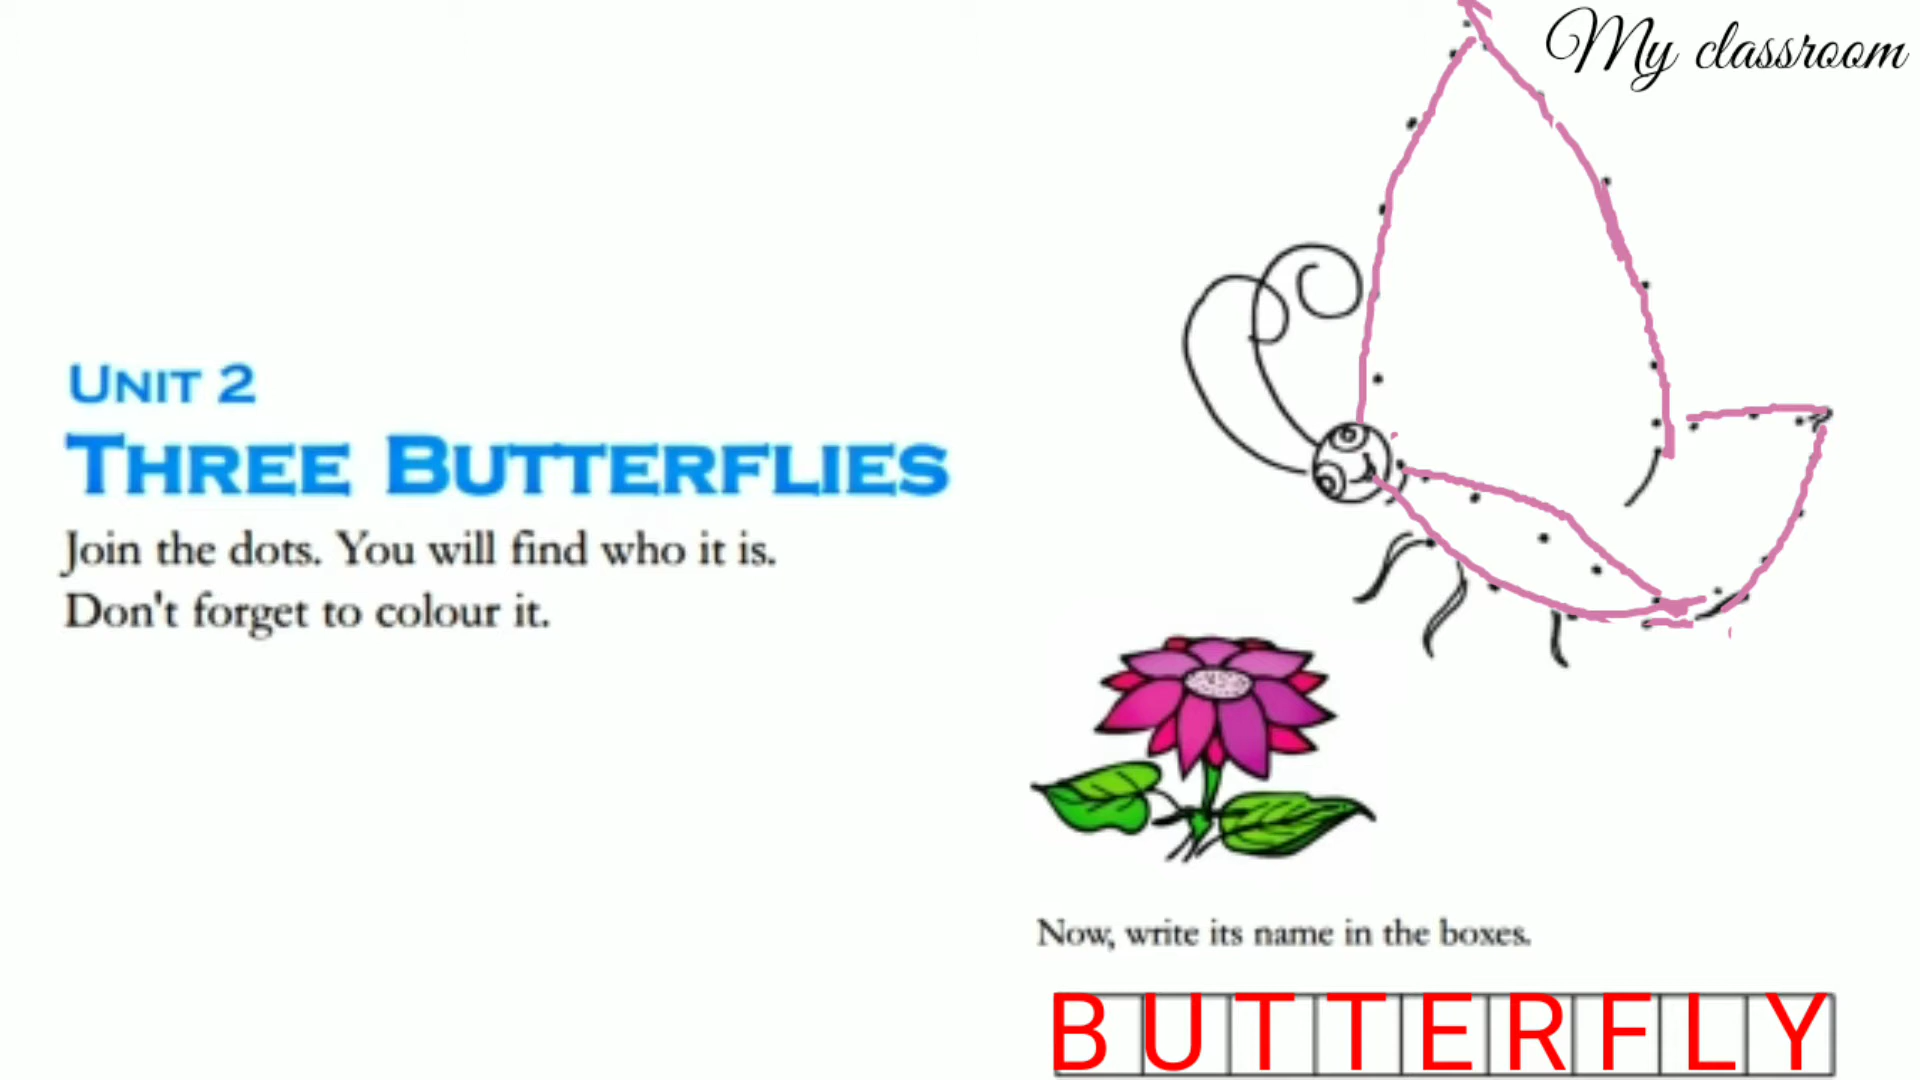 My classroom
UNIT 2
THREE BUTTERFLIES
Join the dots. You will find who it is.
Don't forget to colour it.
Now, write its name in the boxes.
BUTTERFLY